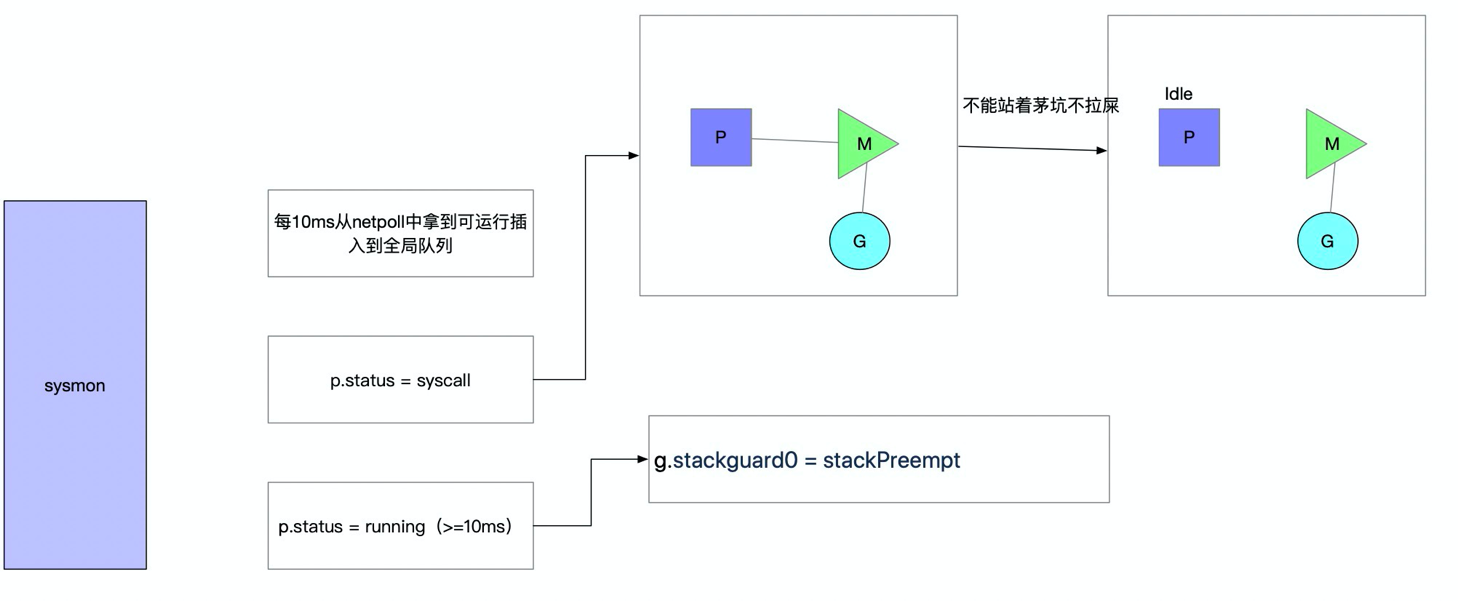 sysmon
每10ms从netpoll中拿到可运行插
入到全局队列
p.status = syscall
p.status = running（>=10ms）
P
M
G
不能站着茅坑不拉屎
Idle
P
M
G
g.stackguard0 = stackPreempt